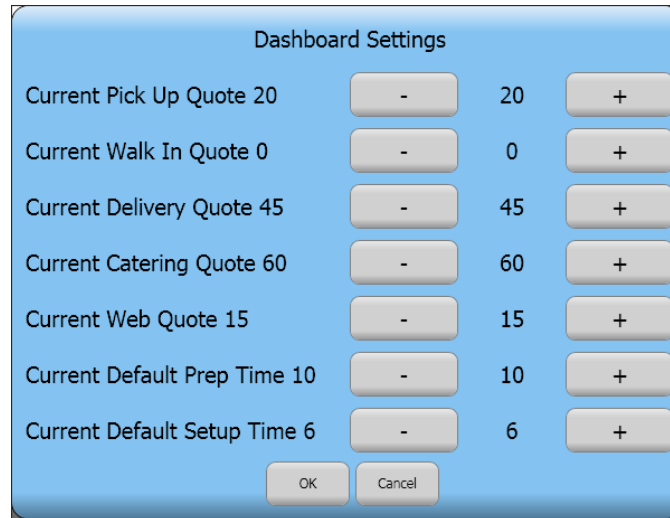 Dashboard Settings
Current Pick Up Quote 20 - 20 +
Current Walk In Quote 0 - 0 +
Current Delivery Quote 45 - 45 +
Current Catering Quote 60 - 60 +
Current Web Quote 15 - 15 +
Current Default Prep Time 10 - 10 +
Current Default Setup Time 6 - 6 +
OK Cancel